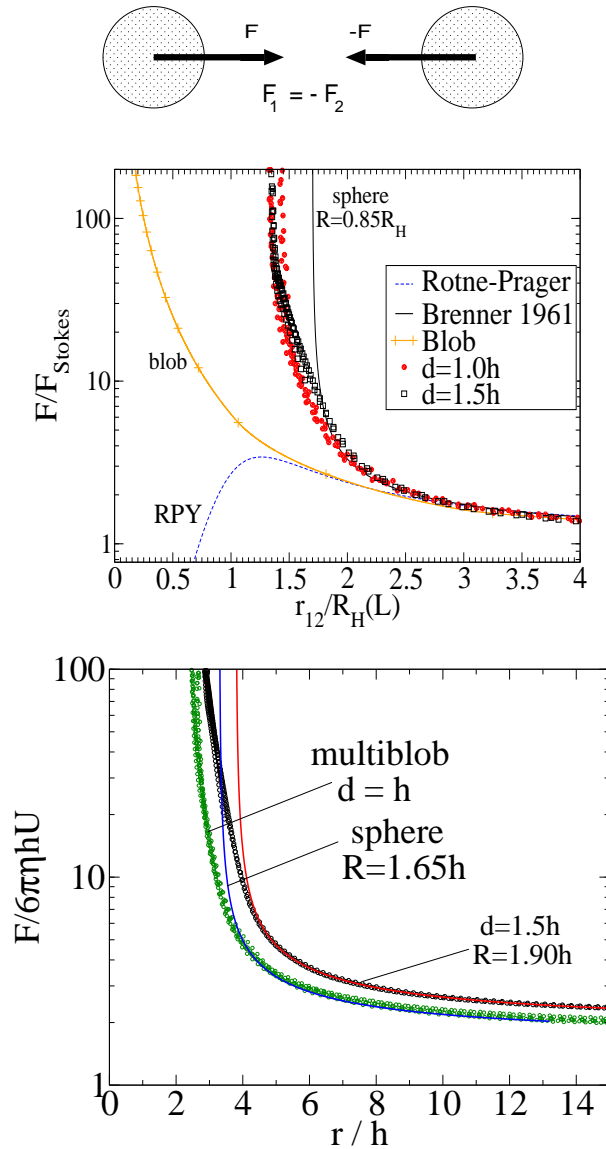 F -F
F1 = - F2
100
10
1
F/FStokes
sphere
R=0.85RH
Rotne-Prager
Brenner 1961
Blob
d=1.0h
d=1.5h
blob
RPY
0 0.5 1 1.5 2 2.5 3 3.5 4
r12/RH(L)
100
10
1
F/6πηhU
multiblob
d = h
sphere
R=1.65h
d=1.5h
R=1.90h
0 2 4 6 8 10 12 14
r / h